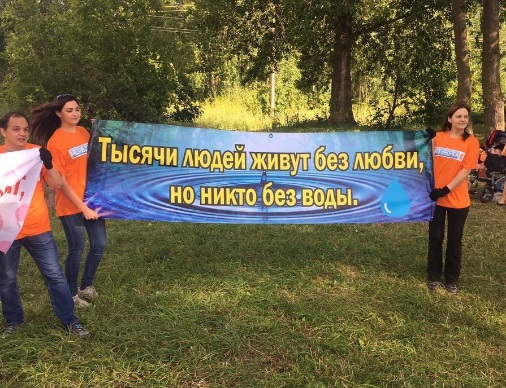 Тысячи людей живут без любви,
но никто без воды.